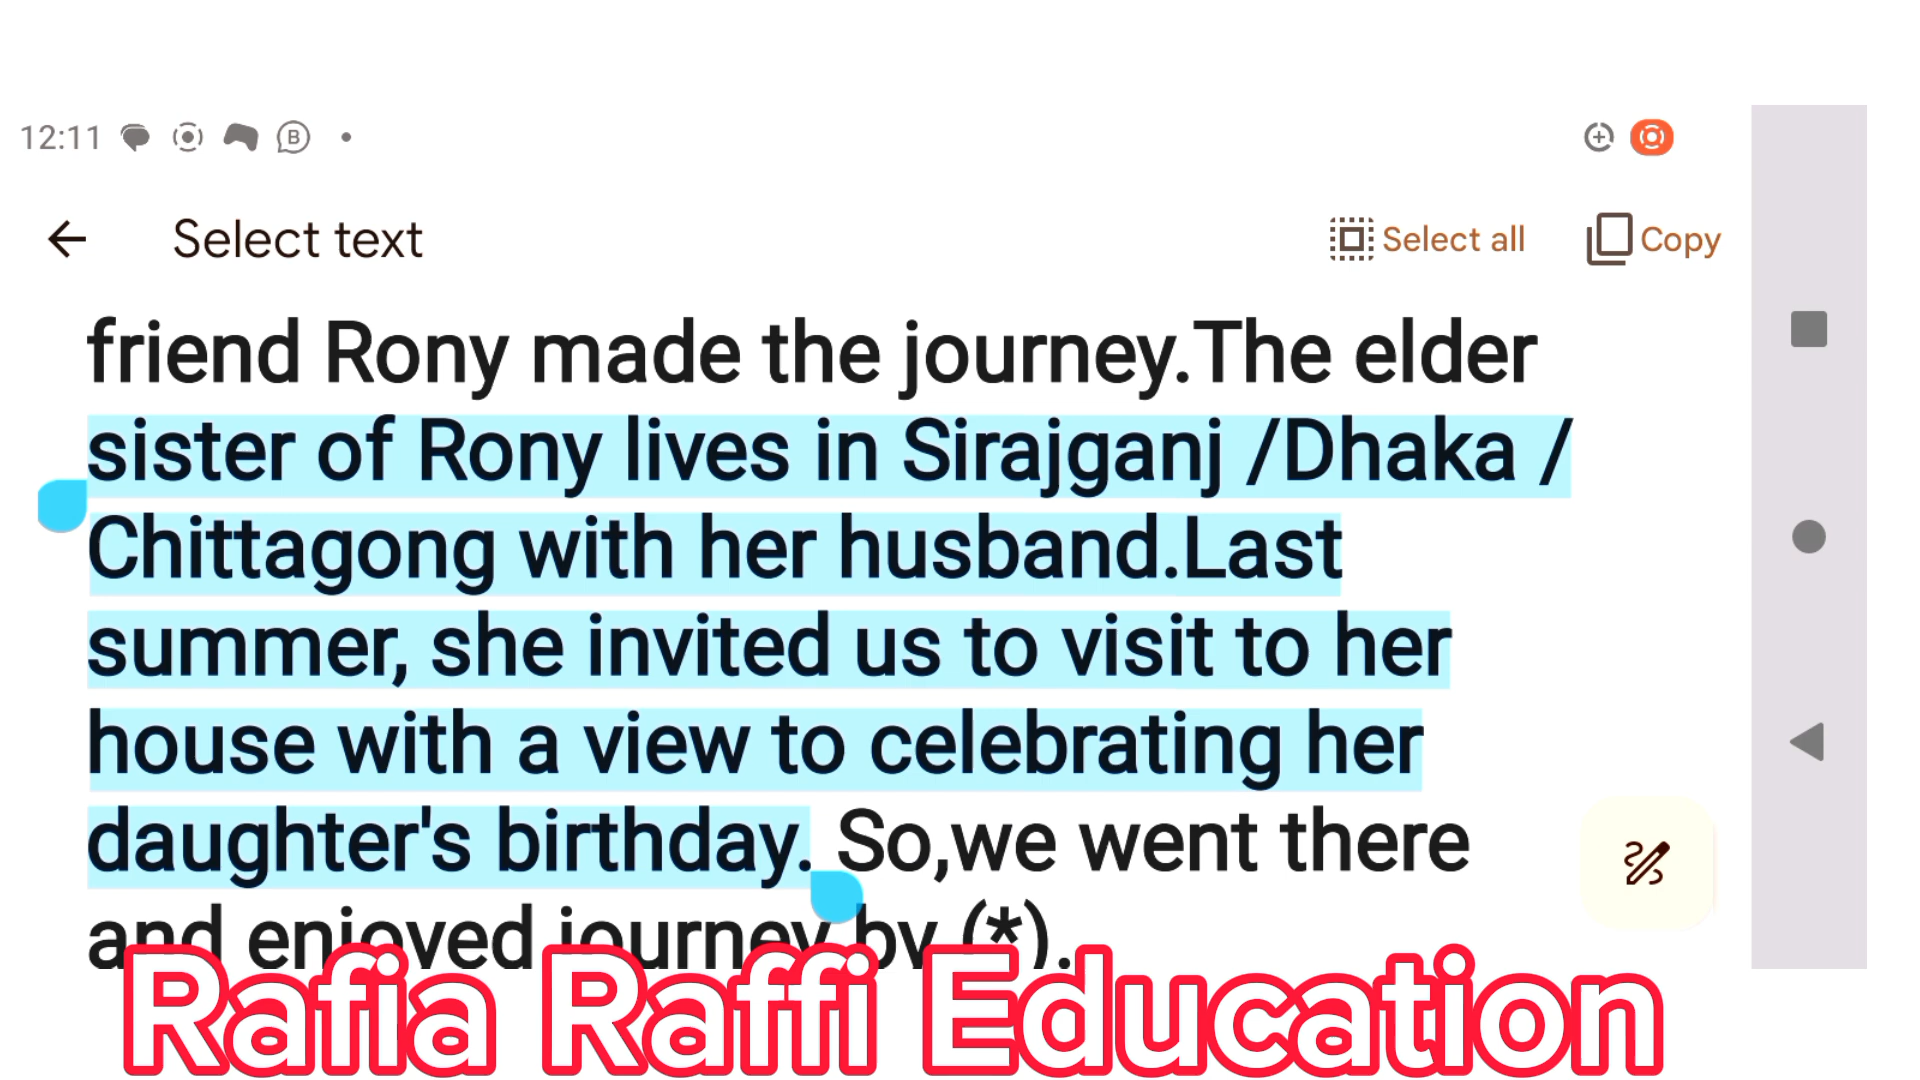 12:11
Select text
Select all
Copy
friend Rony made the journey.The elder
sister of Rony lives in Sirajganj /Dhaka /
Chittagong with her husband.Last
summer, she invited us to visit to her
house with a view to celebrating her
daughter's birthday. So,we went there
and enjoyed journey by (*).
Rafia Raffi Education